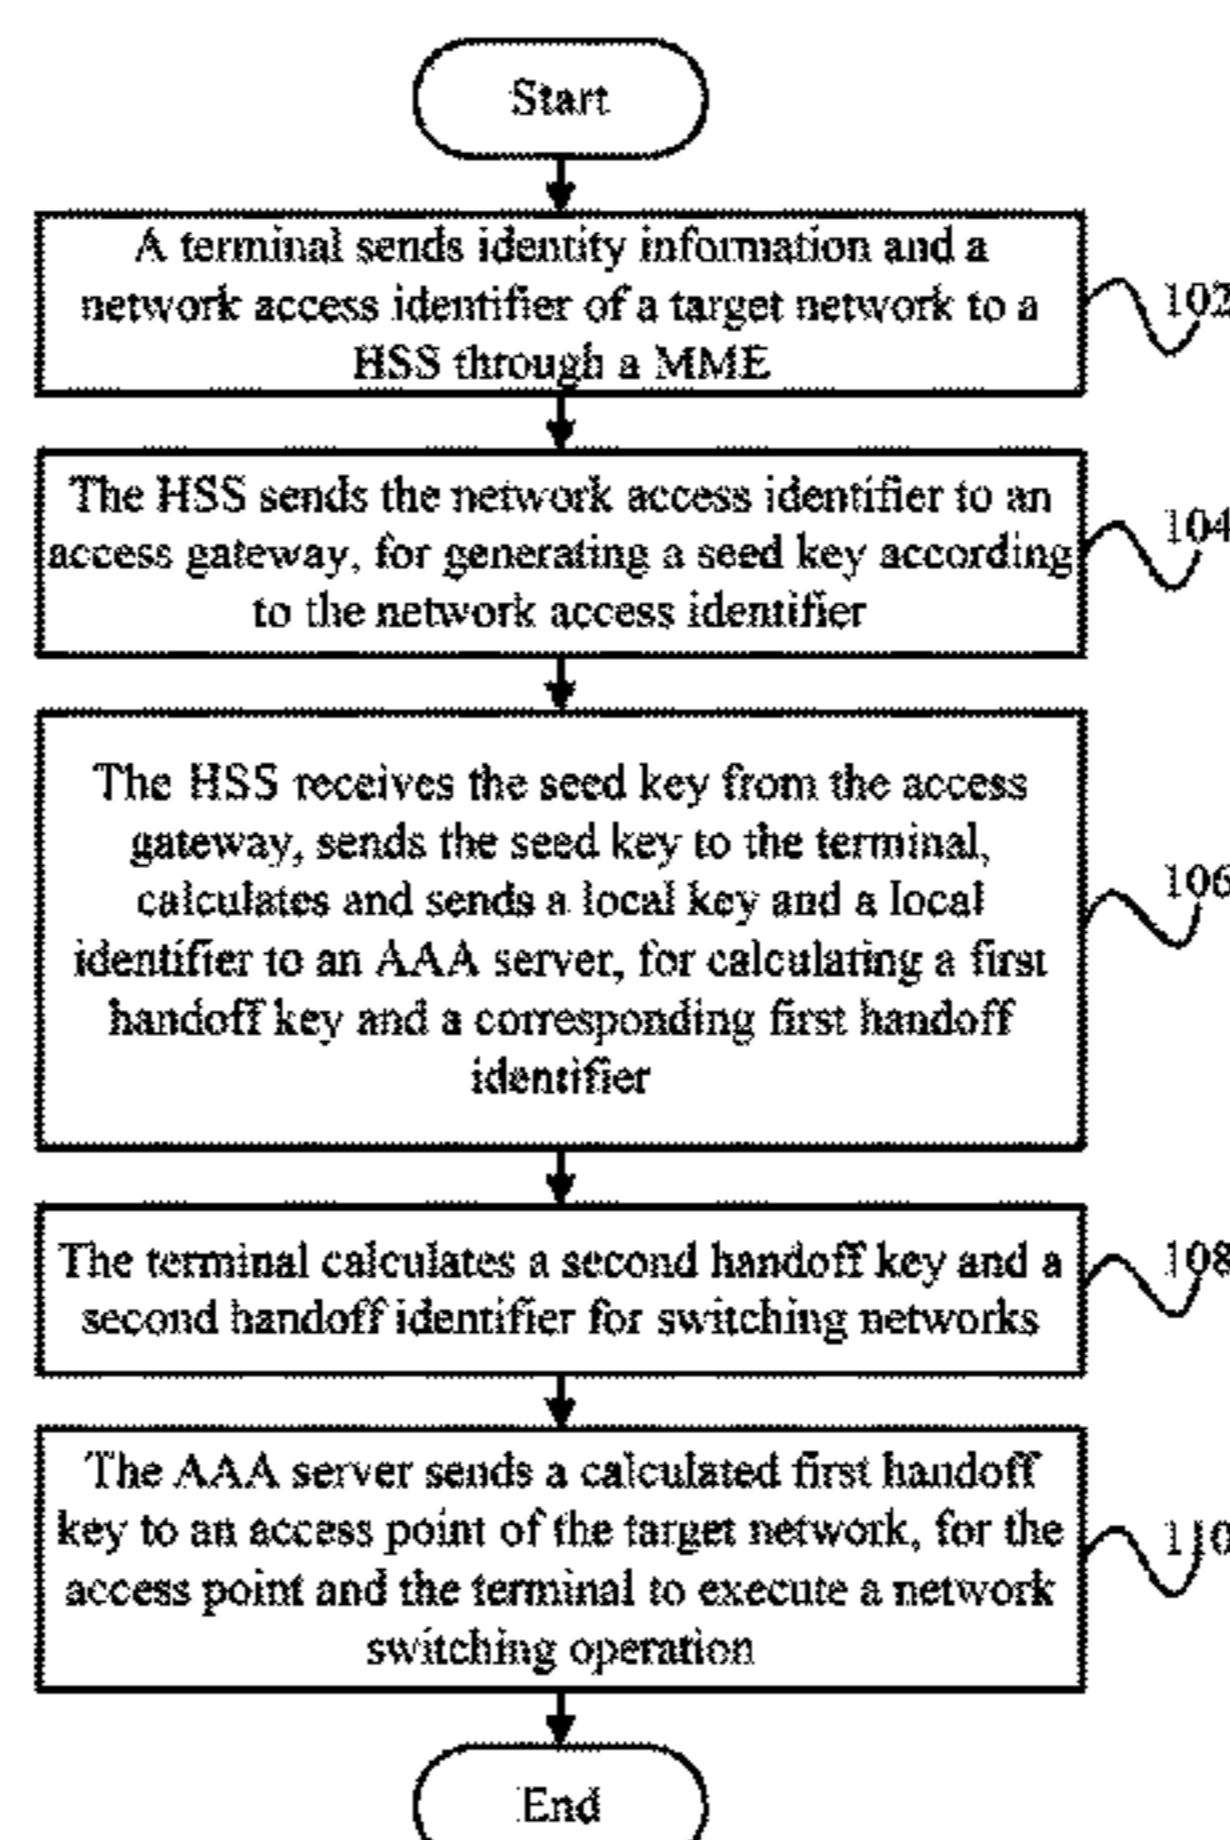 Start
A terminal sends identity information and a
network access identifier of a target network to a
HSS through a MME
102
The HSS sends the network access identifier to an
access gateway, for generating a seed key according
to the network access identifier
104
The HSS receives the seed key from the access
gateway, sends the seed key to the terminal,
calculates and sends a local key and a local
identifier to an AAA server, for calculating a first
handoff key and a corresponding first handoff
identifier
106
The terminal calculates a second handoff key and a
second handoff identifier for switching networks
108
The AAA server sends a calculated first handoff
key to an access point of the target network, for the
access point and the terminal to execute a network
switching operation
110
End